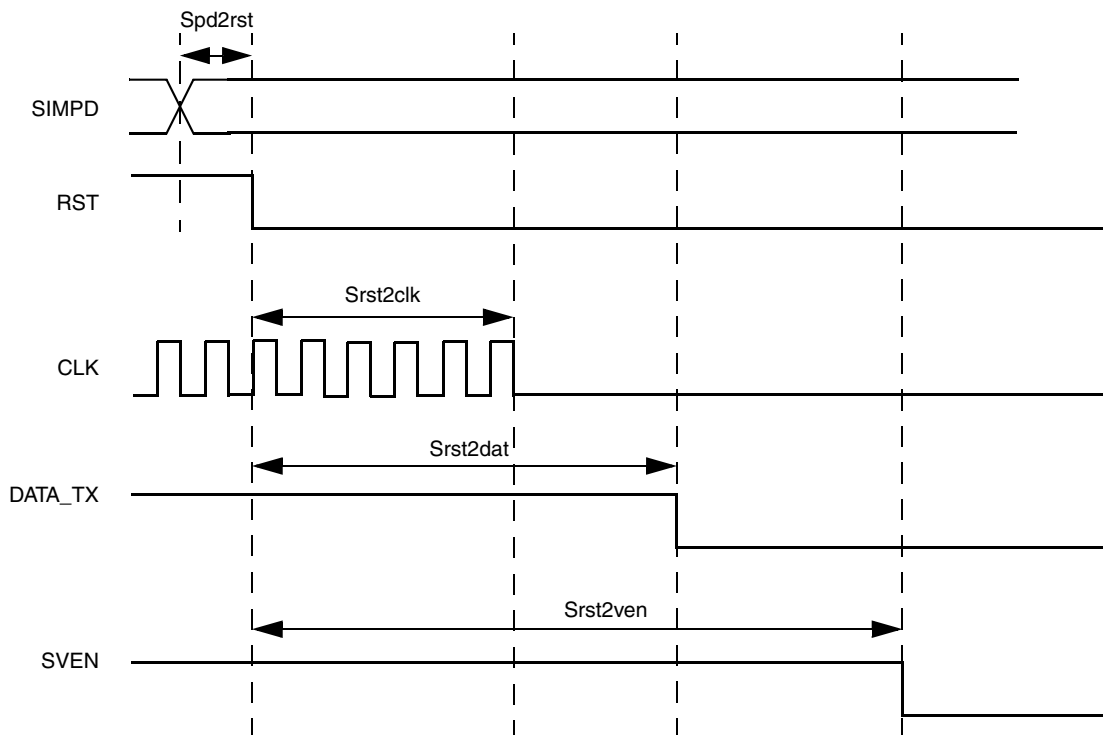 Spd2rst
SIMPD
RST
Srst2clk
CLK
Srst2dat
DATA_TX
Srst2ven
SVEN